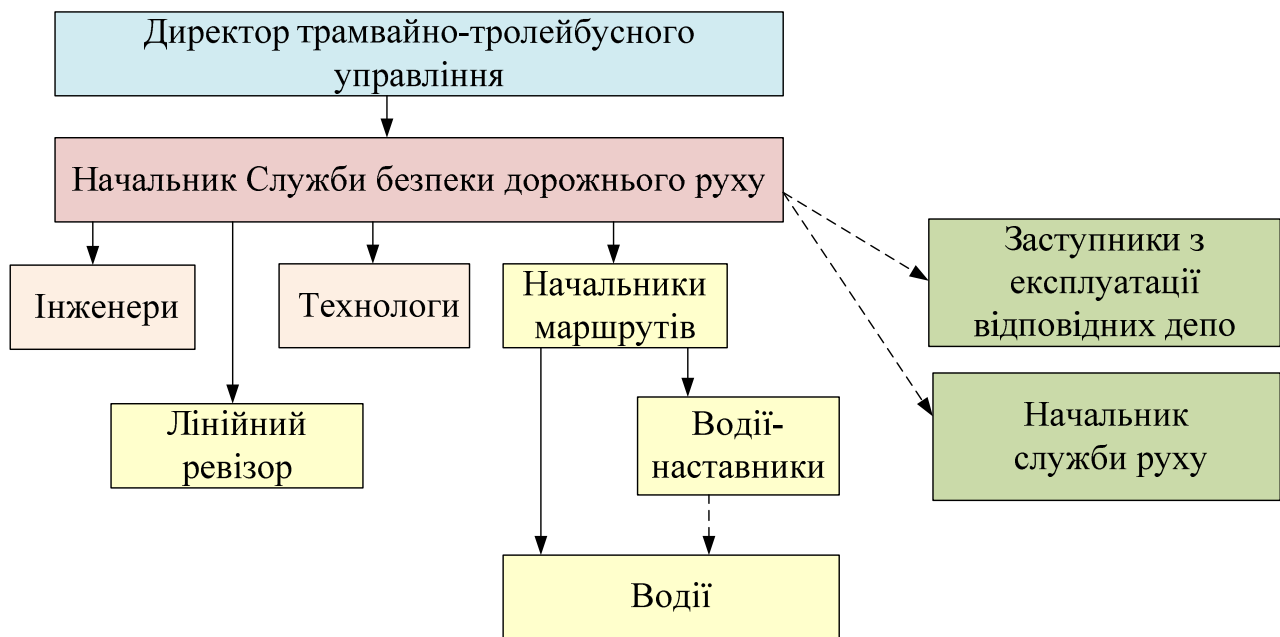 Директор трамвайно-тролейбусного
управління
Начальник Служби безпеки дорожнього руху
Інженери
Технологи
Начальники
маршрутів
Заступники з
експлуатації
відповідних депо
Лінійний
ревізор
Водії-
наставники
Начальник
служби руху
Водії